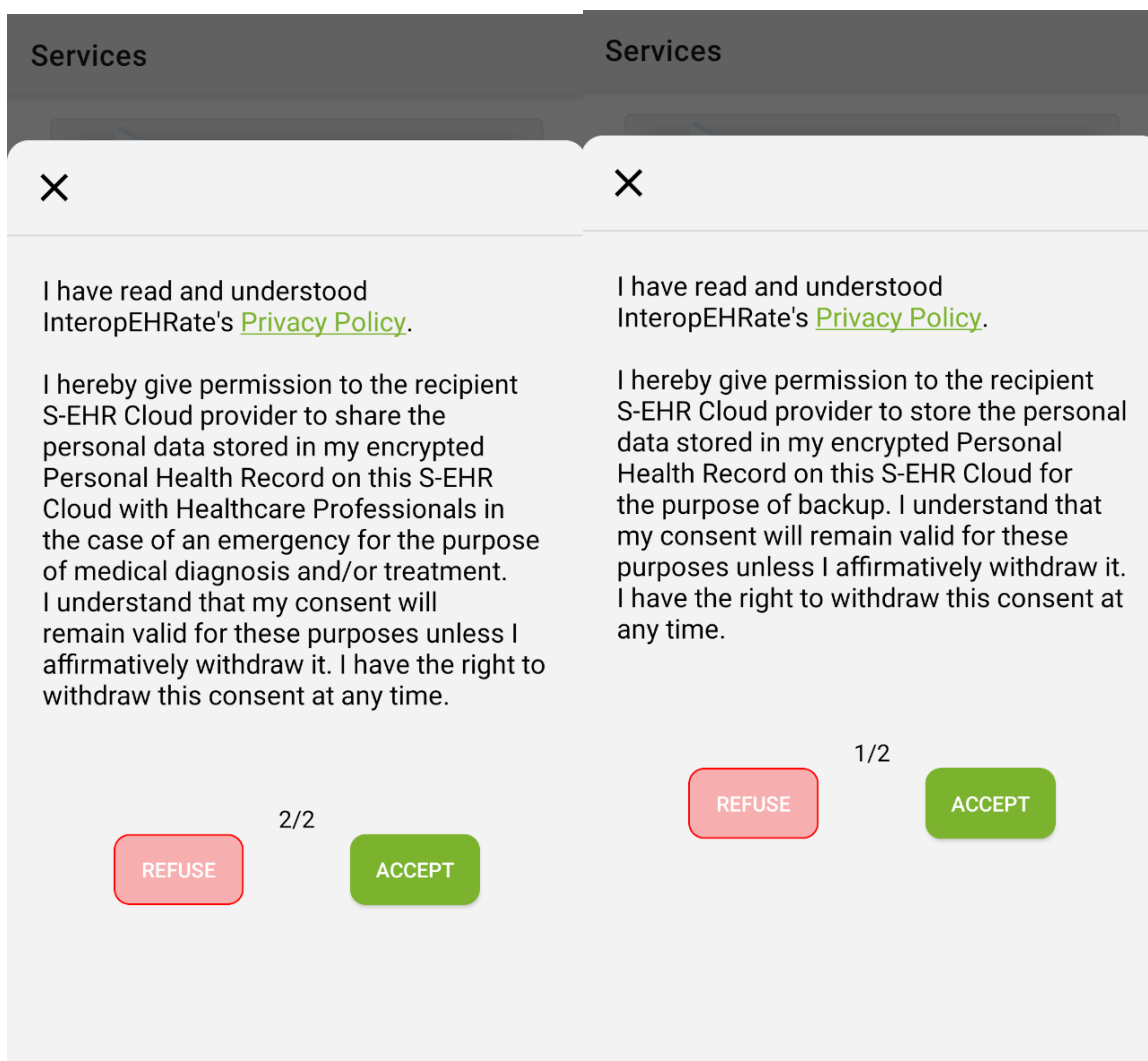 Services
I have read and understood
InteropEHRate's Privacy Policy.
I hereby give permission to the recipient
S-EHR Cloud provider to share the
personal data stored in my encrypted
Personal Health Record on this S-EHR
Cloud with Healthcare Professionals in
the case of an emergency for the purpose
of medical diagnosis and/or treatment.
I understand that my consent will
remain valid for these purposes unless I
affirmatively withdraw it. I have the right to
withdraw this consent at any time.
2/2
REFUSE
ACCEPT
Services
I have read and understood
InteropEHRate's Privacy Policy.
I hereby give permission to the recipient
S-EHR Cloud provider to store the personal
data stored in my encrypted Personal
Health Record on this S-EHR Cloud for
the purpose of backup. I understand that
my consent will remain valid for these
purposes unless I affirmatively withdraw it.
I have the right to withdraw this consent at
any time.
1/2
REFUSE
ACCEPT